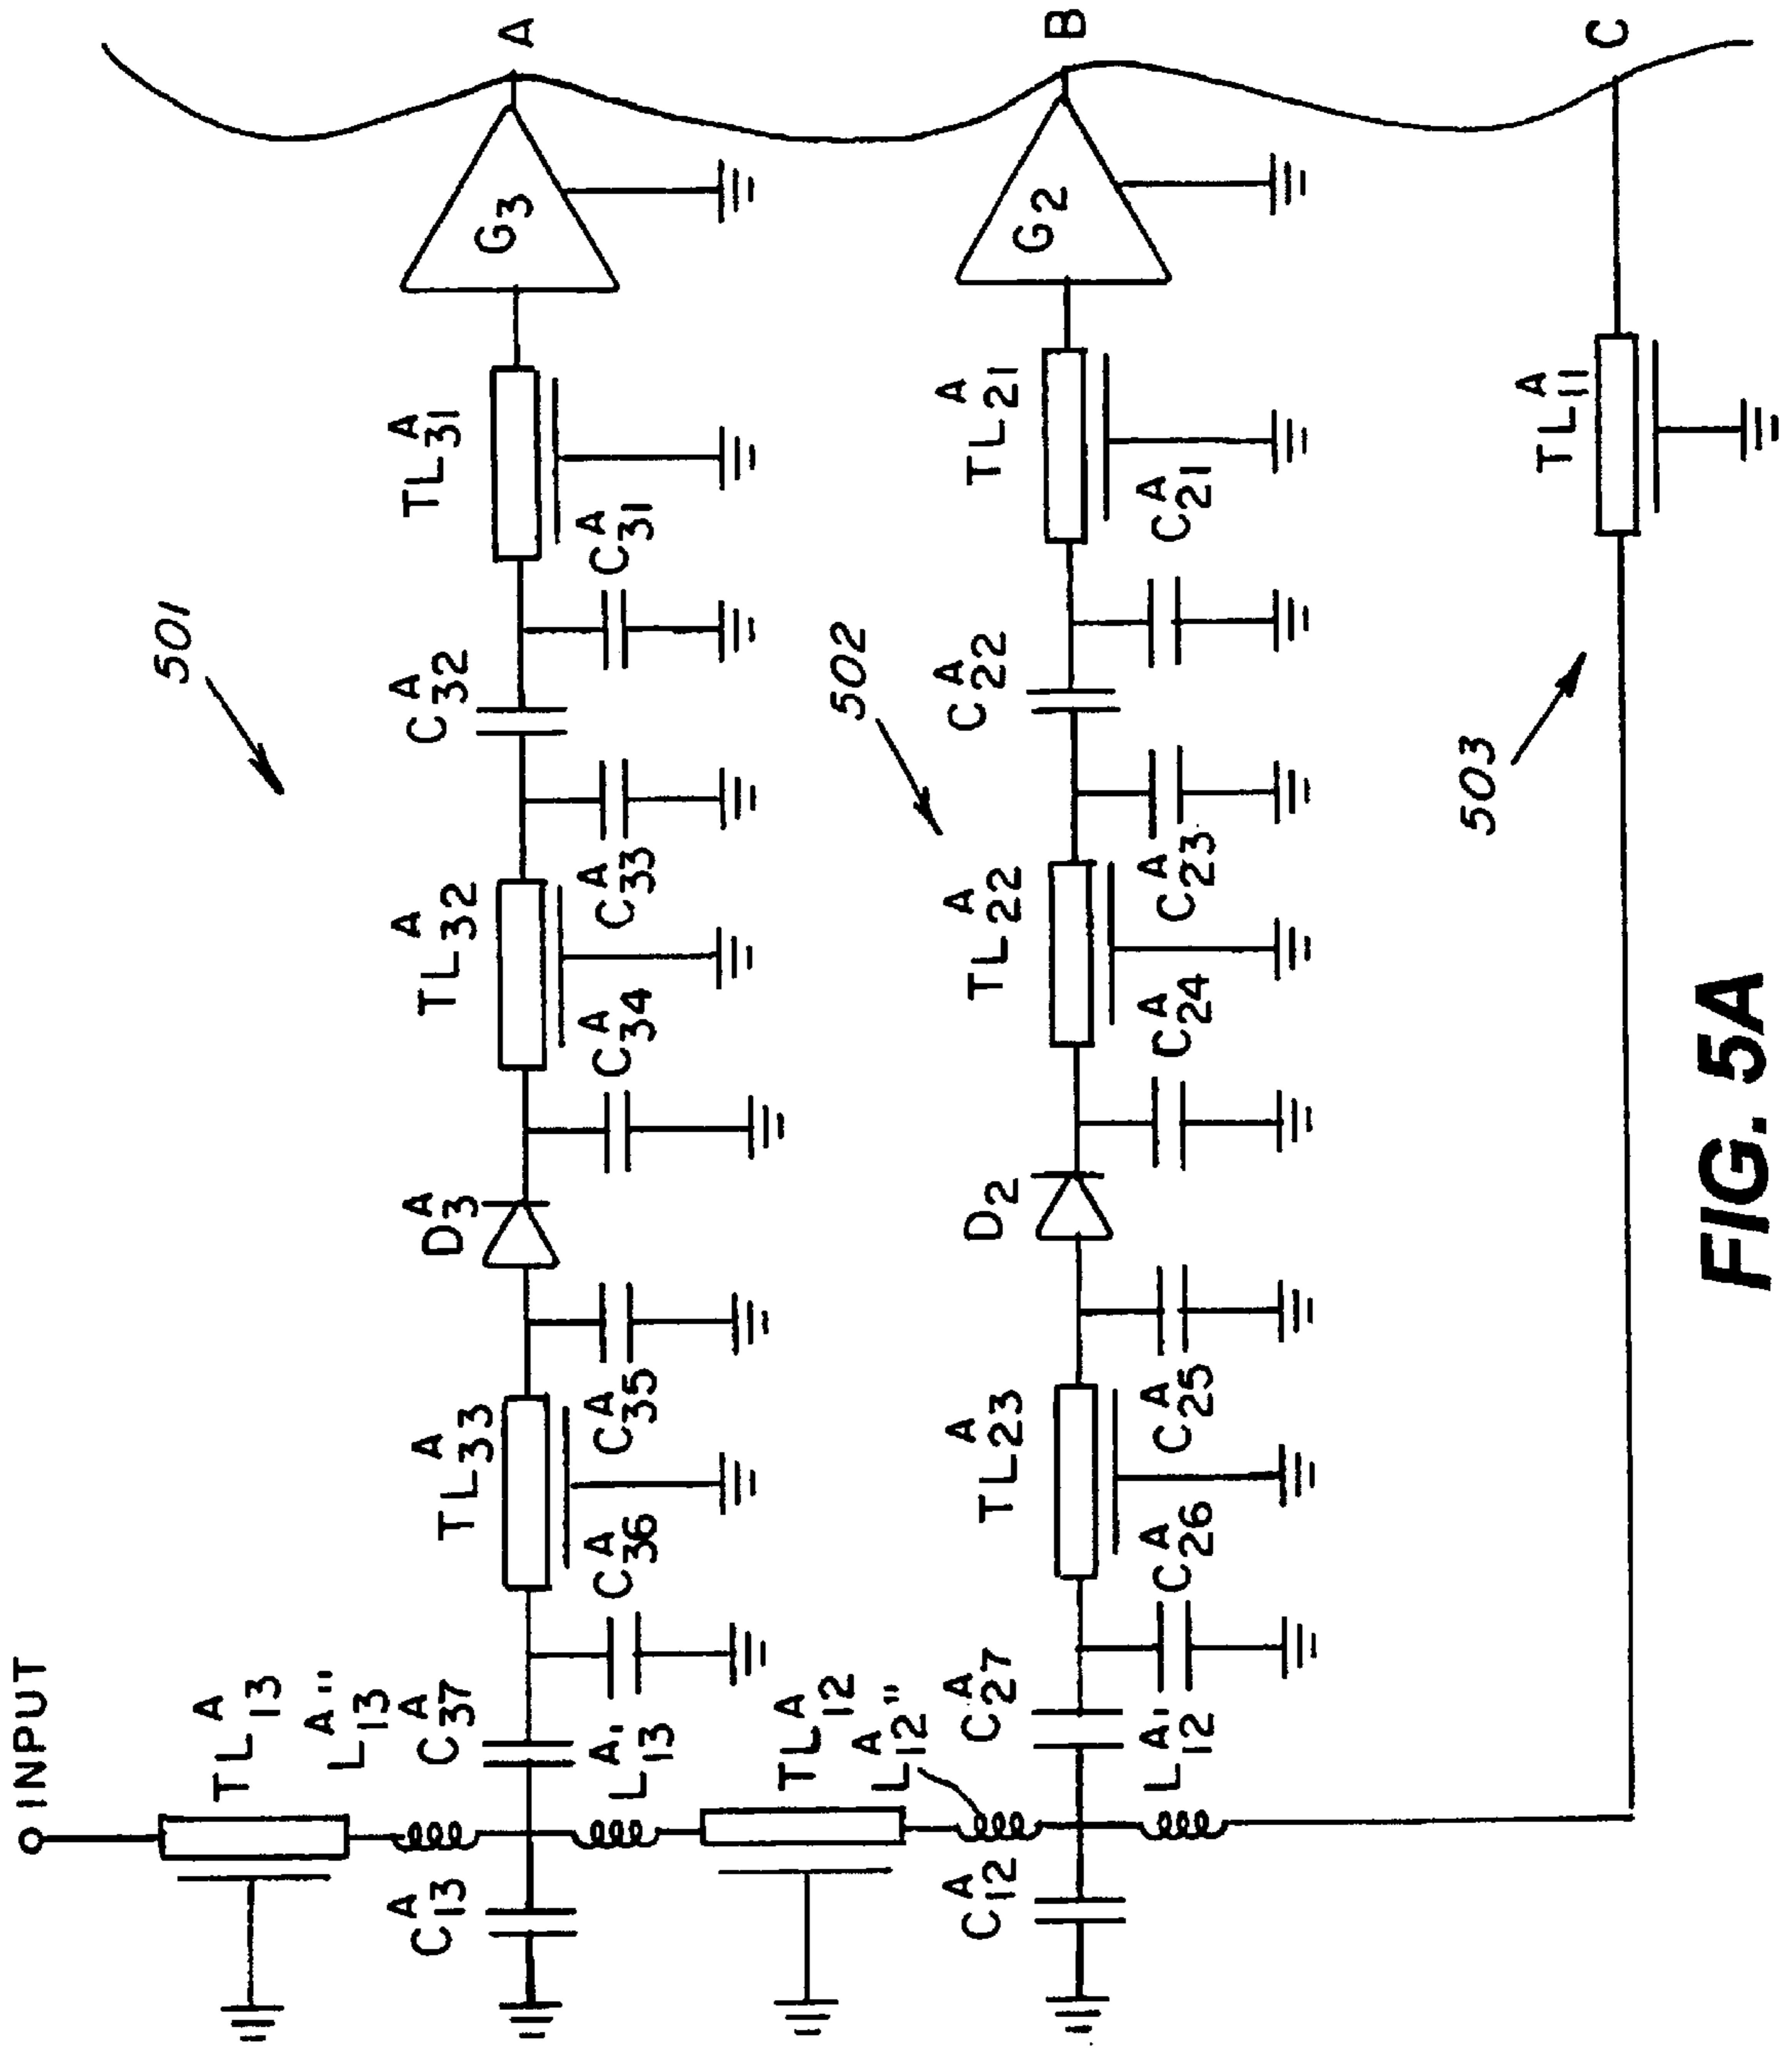 INPUT
TL^A_13
L^A"_13
C^A_13
C^A_37
L^A'_13
C^A_36
TL^A_33
C^A_35
D^A_3
C^A_34
TL^A_32
C^A_33
C^A_32
C^A_31
TL^A_31
G_3
A
501
TL^A_12
L^A"_12
C^A_12
C^A_27
L^A'_12
C^A_26
TL^A_23
C^A_25
D_2
C^A_24
TL^A_22
C^A_23
C^A_22
C^A_21
TL^A_21
G_2
B
502
503
TL^A_11
C
FIG. 5A